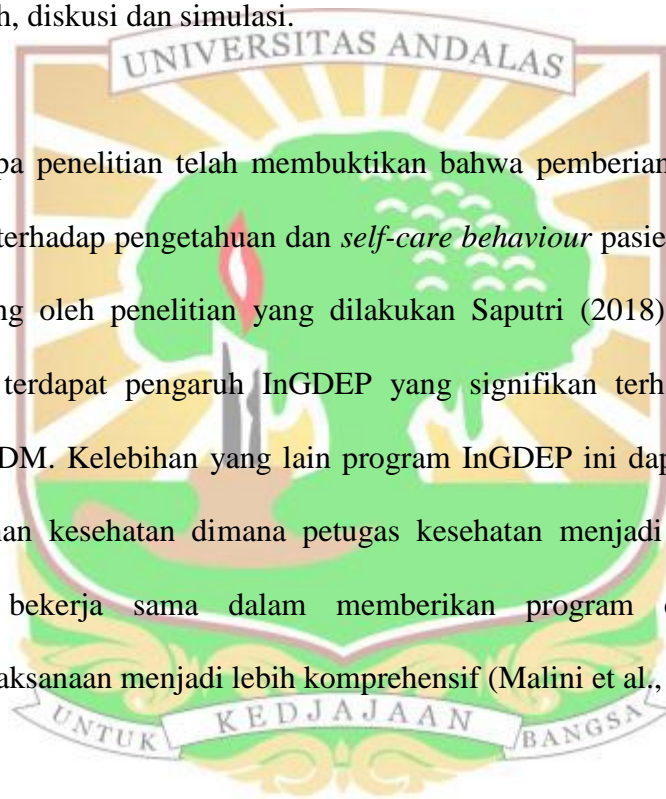 h, diskusi dan simulasi.
UNIVERSITAS ANDALAS
pa penelitian telah membuktikan bahwa pemberian
terhadap pengetahuan dan self-care behaviour pasie
ng oleh penelitian yang dilakukan Saputri (2018)
terdapat pengaruh InGDEP yang signifikan terh
DM. Kelebihan yang lain program InGDEP ini dap
nan kesehatan dimana petugas kesehatan menjadi
bekerja sama dalam memberikan program
aksanaan menjadi lebih komprehensif (Malini et al.,
UNTUK KEDJAJAAN BANGSA